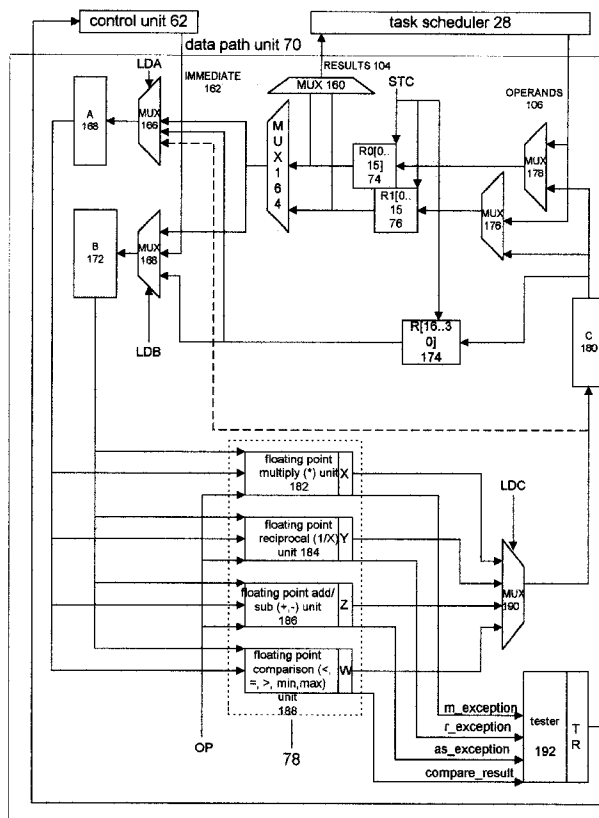 control unit 62
task scheduler 28
data path unit 70
LDA
IMMEDIATE
162
RESULTS 104
MUX 160
STC
OPERANDS
106
A
168
MUX
166
M
U
X
1
6
4
R0[0..
15]
74
R1[0..
15
76
MUX
178
MUX
176
B
172
MUX
168
LDB
R[16..3
0]
174
C
180
floating point
multiply (*) unit
182
X
LDC
floating point
reciprocal (1/X)
unit 184
Y
MUX
190
floating point add/
sub (+,-) unit
186
Z
floating point
comparison (<,
=, >, min,max)
unit
188
W
OP
78
m_exception
r_exception
as_exception
compare_result
tester
192
T
R